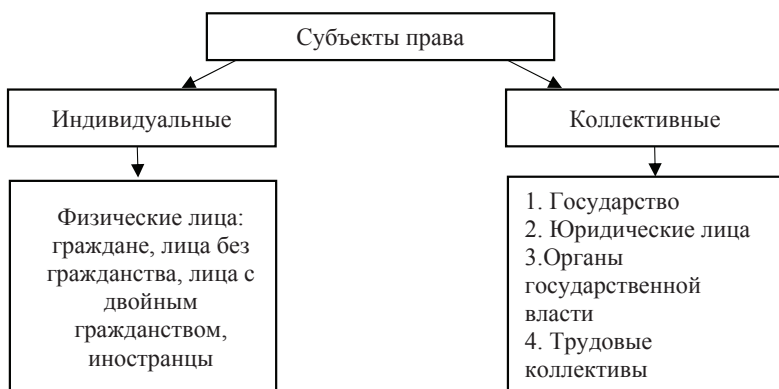 Субъекты права
Индивидуальные
Коллективные
Физические лица:
граждане, лица без
гражданства, лица с
двойным
гражданством,
иностранцы
1. Государство
2. Юридические лица
3.Органы
государственной
власти
4. Трудовые
коллективы